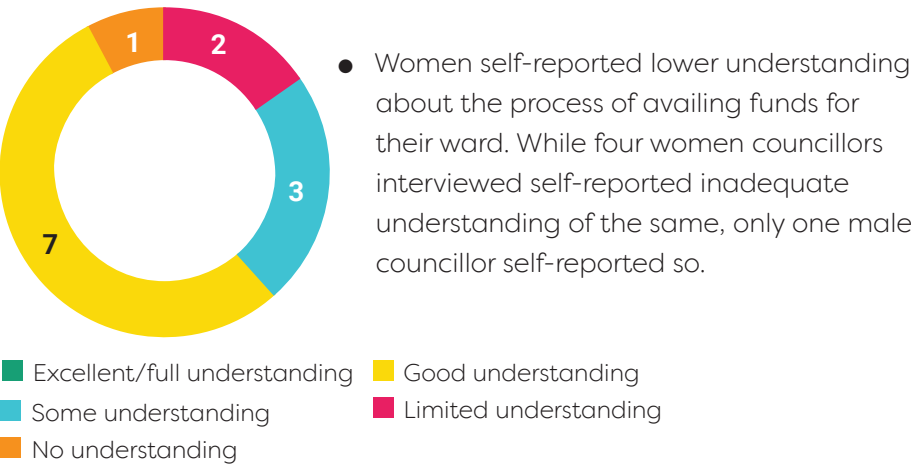 1
2
3
7
● Women self-reported lower understanding
about the process of availing funds for
their ward. While four women councillors
interviewed self-reported inadequate
understanding of the same, only one male
councillor self-reported so.
Excellent/full understanding
Good understanding
Some understanding
Limited understanding
No understanding